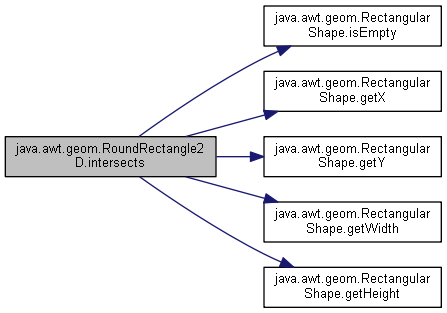 java.awt.geom.Rectangular
Shape.isEmpty
java.awt.geom.Rectangular
Shape.getX
java.awt.geom.RoundRectangle2
D.intersects
java.awt.geom.Rectangular
Shape.getY
java.awt.geom.Rectangular
Shape.getWidth
java.awt.geom.Rectangular
Shape.getHeight